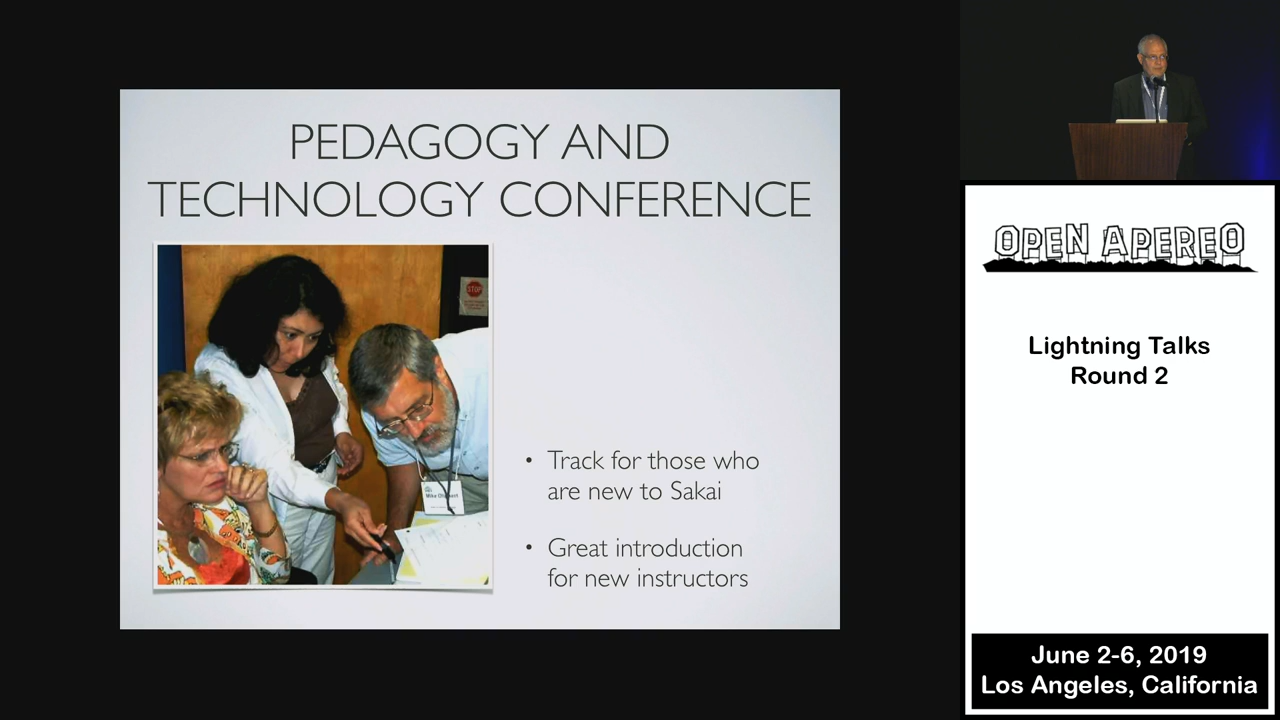 PEDAGOGY AND
TECHNOLOGY CONFERENCE
STOP
• Track for those who
are new to Sakai
• Great introduction
for new instructors
OPEN APEREO
Lightning Talks
Round 2
June 2-6, 2019
Los Angeles, California